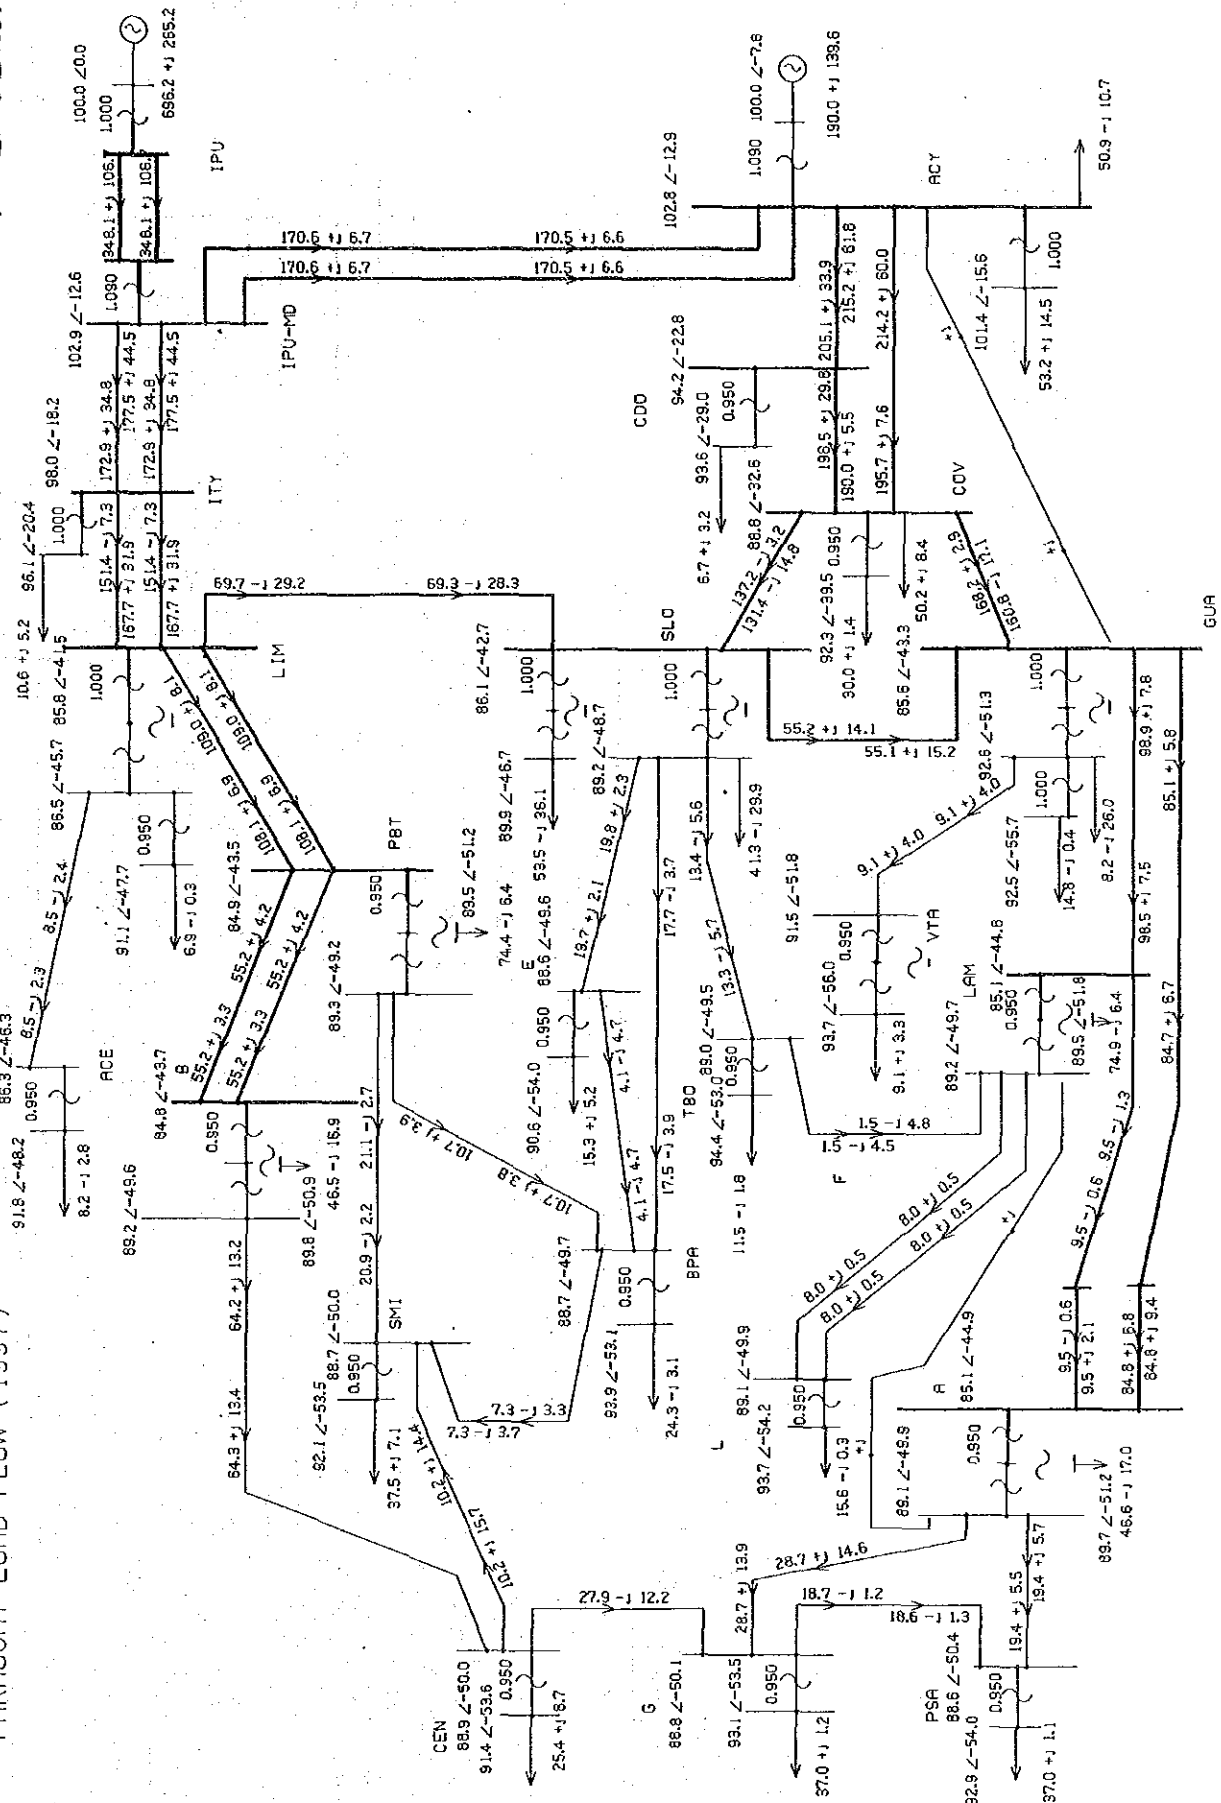 100.0 ∠0.0
1.000
696.2 +j 265.2
348.1 +j 106.
348.1 +j 106.
IPU
1.090
102.9 ∠-12.6
IPU-MD
177.5 +j 44.5
172.9 +j 34.8
177.5 +j 44.5
172.9 +j 34.8
98.0 ∠-18.2
ITY
1.000
96.1 ∠-20.4
10.6 +j 5.2
151.4 -j 7.3
167.7 +j 31.9
151.4 -j 7.3
167.7 +j 31.9
170.6 +j 6.7
170.5 +j 6.6
170.6 +j 6.7
170.5 +j 6.6
102.8 ∠-12.9
1.090
100.0 ∠-7.8
190.0 +j 139.6
ACY
50.9 -j 10.7
1.000
101.4 ∠-15.6
53.2 +j 14.5
215.2 +j 61.8
205.1 +j 33.9
214.2 +j 60.0
195.7 +j 7.6
+j
+j
CDO
94.2 ∠-22.8
0.950
93.6 ∠-29.0
6.7 +j 3.2
198.5 +j 29.8
190.0 +j 5.5
88.8 ∠-32.6
COV
0.950
92.3 ∠-39.5
30.0 +j 1.4
50.2 +j 8.4
137.2 -j 3.2
131.4 -j 14.8
168.2 +j 2.9
160.8 -j 17.1
85.8 ∠-41.5
LIM
1.000
86.5 ∠-45.7
0.950
91.1 ∠-47.7
6.9 -j 0.3
8.5 -j 2.4
8.5 -j 2.3
86.3 ∠-46.3
ACE
0.950
91.8 ∠-48.2
8.2 -j 2.8
69.7 -j 29.2
69.3 -j 28.3
109.0 +j 8.1
109.0 +j 8.1
108.1 +j 6.9
108.1 +j 6.9
84.9 ∠-43.5
PBT
0.950
89.5 ∠-51.2
74.4 -j 6.4
89.3 ∠-49.2
55.2 +j 4.2
55.2 +j 4.2
55.2 +j 3.3
55.2 +j 3.3
B
84.8 ∠-43.7
0.950
89.8 ∠-50.9
46.5 -j 16.9
89.2 ∠-49.6
64.2 +j 13.2
64.3 +j 13.4
21.1 -j 2.7
20.9 -j 2.2
10.7 +j 3.9
10.7 +j 3.8
SMI
88.7 ∠-50.0
0.950
92.1 ∠-53.5
37.5 +j 7.1
7.3 -j 3.3
7.3 -j 3.7
10.2 +j 14.4
10.2 +j 15.7
CEN
88.9 ∠-50.0
91.4 ∠-53.6
0.950
25.4 +j 8.7
27.9 -j 12.2
SLO
86.1 ∠-42.7
1.000
89.9 ∠-46.7
53.5 -j 36.1
1.000
89.2 ∠-48.7
41.3 -j 29.9
55.2 +j 14.1
55.1 +j 15.2
19.8 +j 2.3
19.7 +j 2.1
17.7 -j 3.7
17.5 -j 3.9
13.4 -j 5.6
13.3 -j 5.7
E
88.6 ∠-49.6
0.950
90.6 ∠-54.0
15.3 +j 5.2
4.1 -j 4.7
4.1 -j 4.7
BPA
88.7 ∠-49.7
0.950
93.9 ∠-53.1
24.3 -j 3.1
TBO
89.0 ∠-49.5
0.950
94.4 ∠-53.0
11.5 -j 1.8
1.5 -j 4.8
1.5 -j 4.5
GUA
85.6 ∠-43.3
1.000
92.6 ∠-51.3
1.000
92.5 ∠-55.7
14.8 -j 0.4
8.2 -j 26.0
9.1 +j 4.0
9.1 +j 4.0
VTA
91.5 ∠-51.8
0.950
93.7 ∠-56.0
9.1 +j 3.3
98.9 +j 7.8
98.5 +j 7.5
85.1 +j 5.8
84.7 +j 6.7
LAM
85.1 ∠-44.8
0.950
89.5 ∠-51.8
74.9 -j 6.4
89.2 ∠-49.7
9.5 -j 1.3
9.5 -j 0.6
F
8.0 +j 0.5
8.0 +j 0.5
8.0 +j 0.5
8.0 +j 0.5
+j
+j
L
89.1 ∠-49.9
0.950
93.7 ∠-54.2
15.6 -j 0.9
A
85.1 ∠-44.9
9.5 -j 0.6
9.5 +j 2.1
84.8 +j 6.8
84.8 +j 9.4
0.950
89.7 ∠-51.2
46.6 -j 17.0
89.1 ∠-49.9
28.7 +j 14.6
28.7 +j 13.9
19.4 +j 5.7
19.4 +j 5.5
G
88.8 ∠-50.1
0.950
93.1 ∠-53.5
37.0 +j 1.2
18.7 -j 1.2
18.6 -j 1.3
PSA
88.6 ∠-50.4
0.950
92.9 ∠-54.0
37.0 +j 1.1